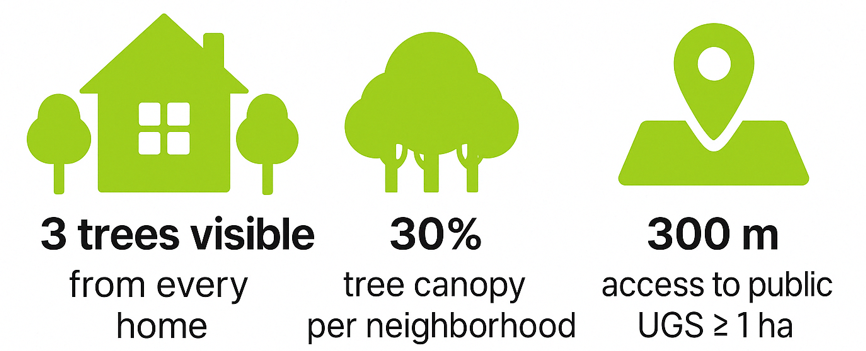 3 trees visible
from every
home
30%
tree canopy
per neighborhood
300 m
access to public
UGS ≥ 1 ha